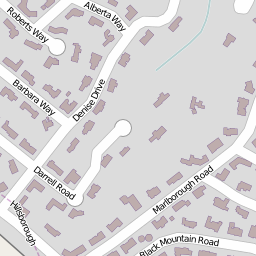 Roberts Way
Alberta Way
Denise Drive
Barbara Way
Darrell Road
Marlborough Road
Hillsborough
Black Mountain Road